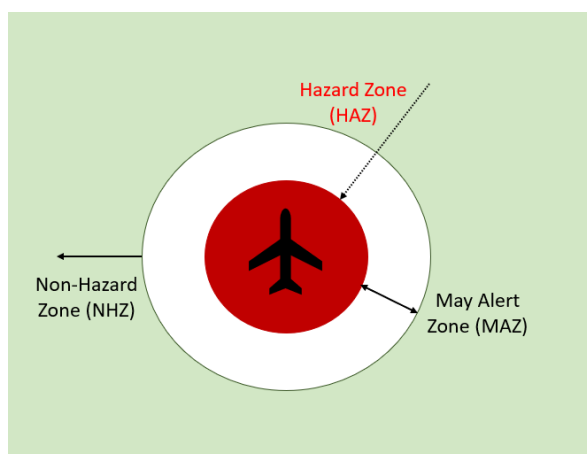 Hazard Zone
(HAZ)
Non-Hazard
Zone (NHZ)
May Alert
Zone (MAZ)